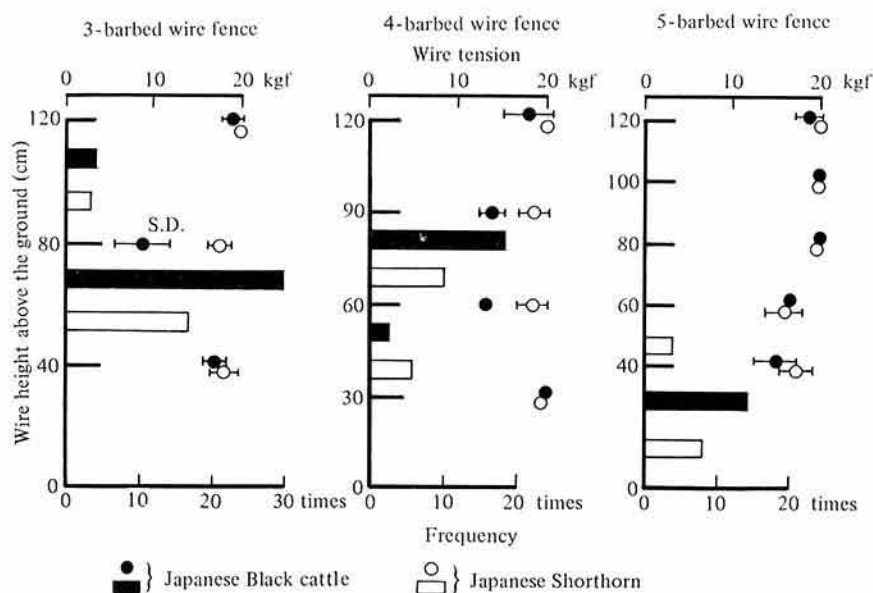 3-barbed wire fence 4-barbed wire fence 5-barbed wire fence
Wire tension
0 20 kgf 0 20 kgf 0 20 kgf
Wire height above the ground (cm)
120 120 120
100
90
80 80
S.D.
60 60
40 40
30
0 0 0
0 10 20 30 times 0 10 20 times 0 10 20 times
Frequency
Japanese Black cattle Japanese Shorthorn